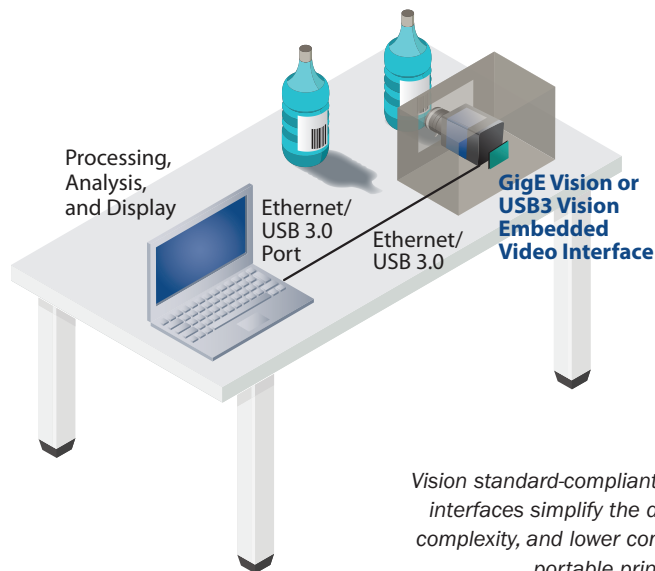 Processing,
Analysis,
and Display
Ethernet/
USB 3.0
Port
Ethernet/
USB 3.0
GigE Vision or
USB3 Vision
Embedded
Video Interface
Vision standard-compliant
interfaces simplify the
complexity, and lower
portable